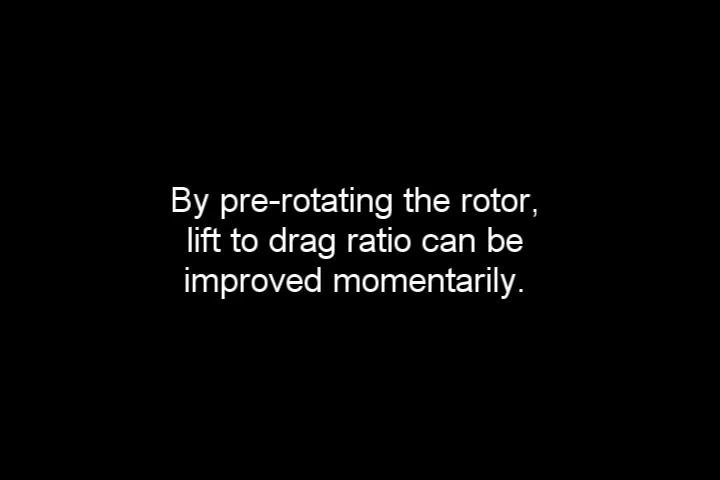 By pre-rotating the rotor,
lift to drag ratio can be
improved momentarily.